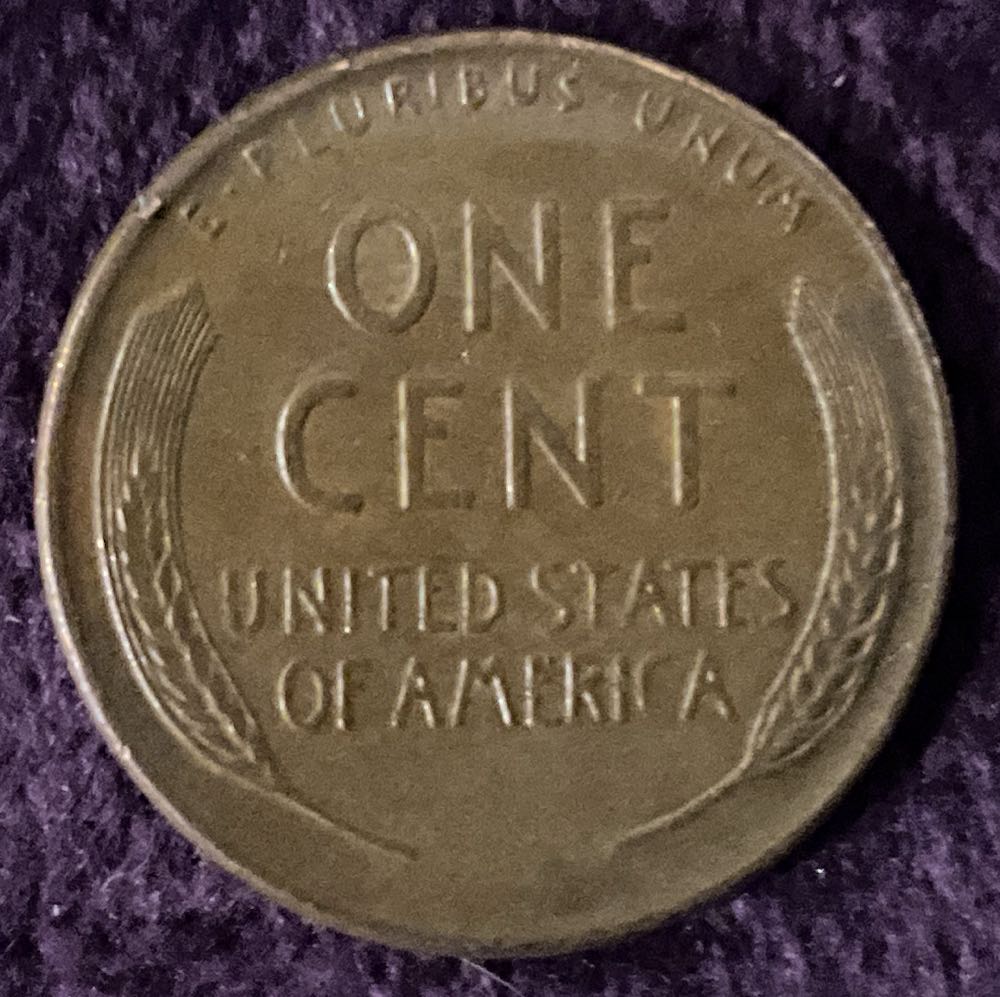 E PLURIBUS UNUM
ONE
CENT
UNITED STATES
OF AMERICA